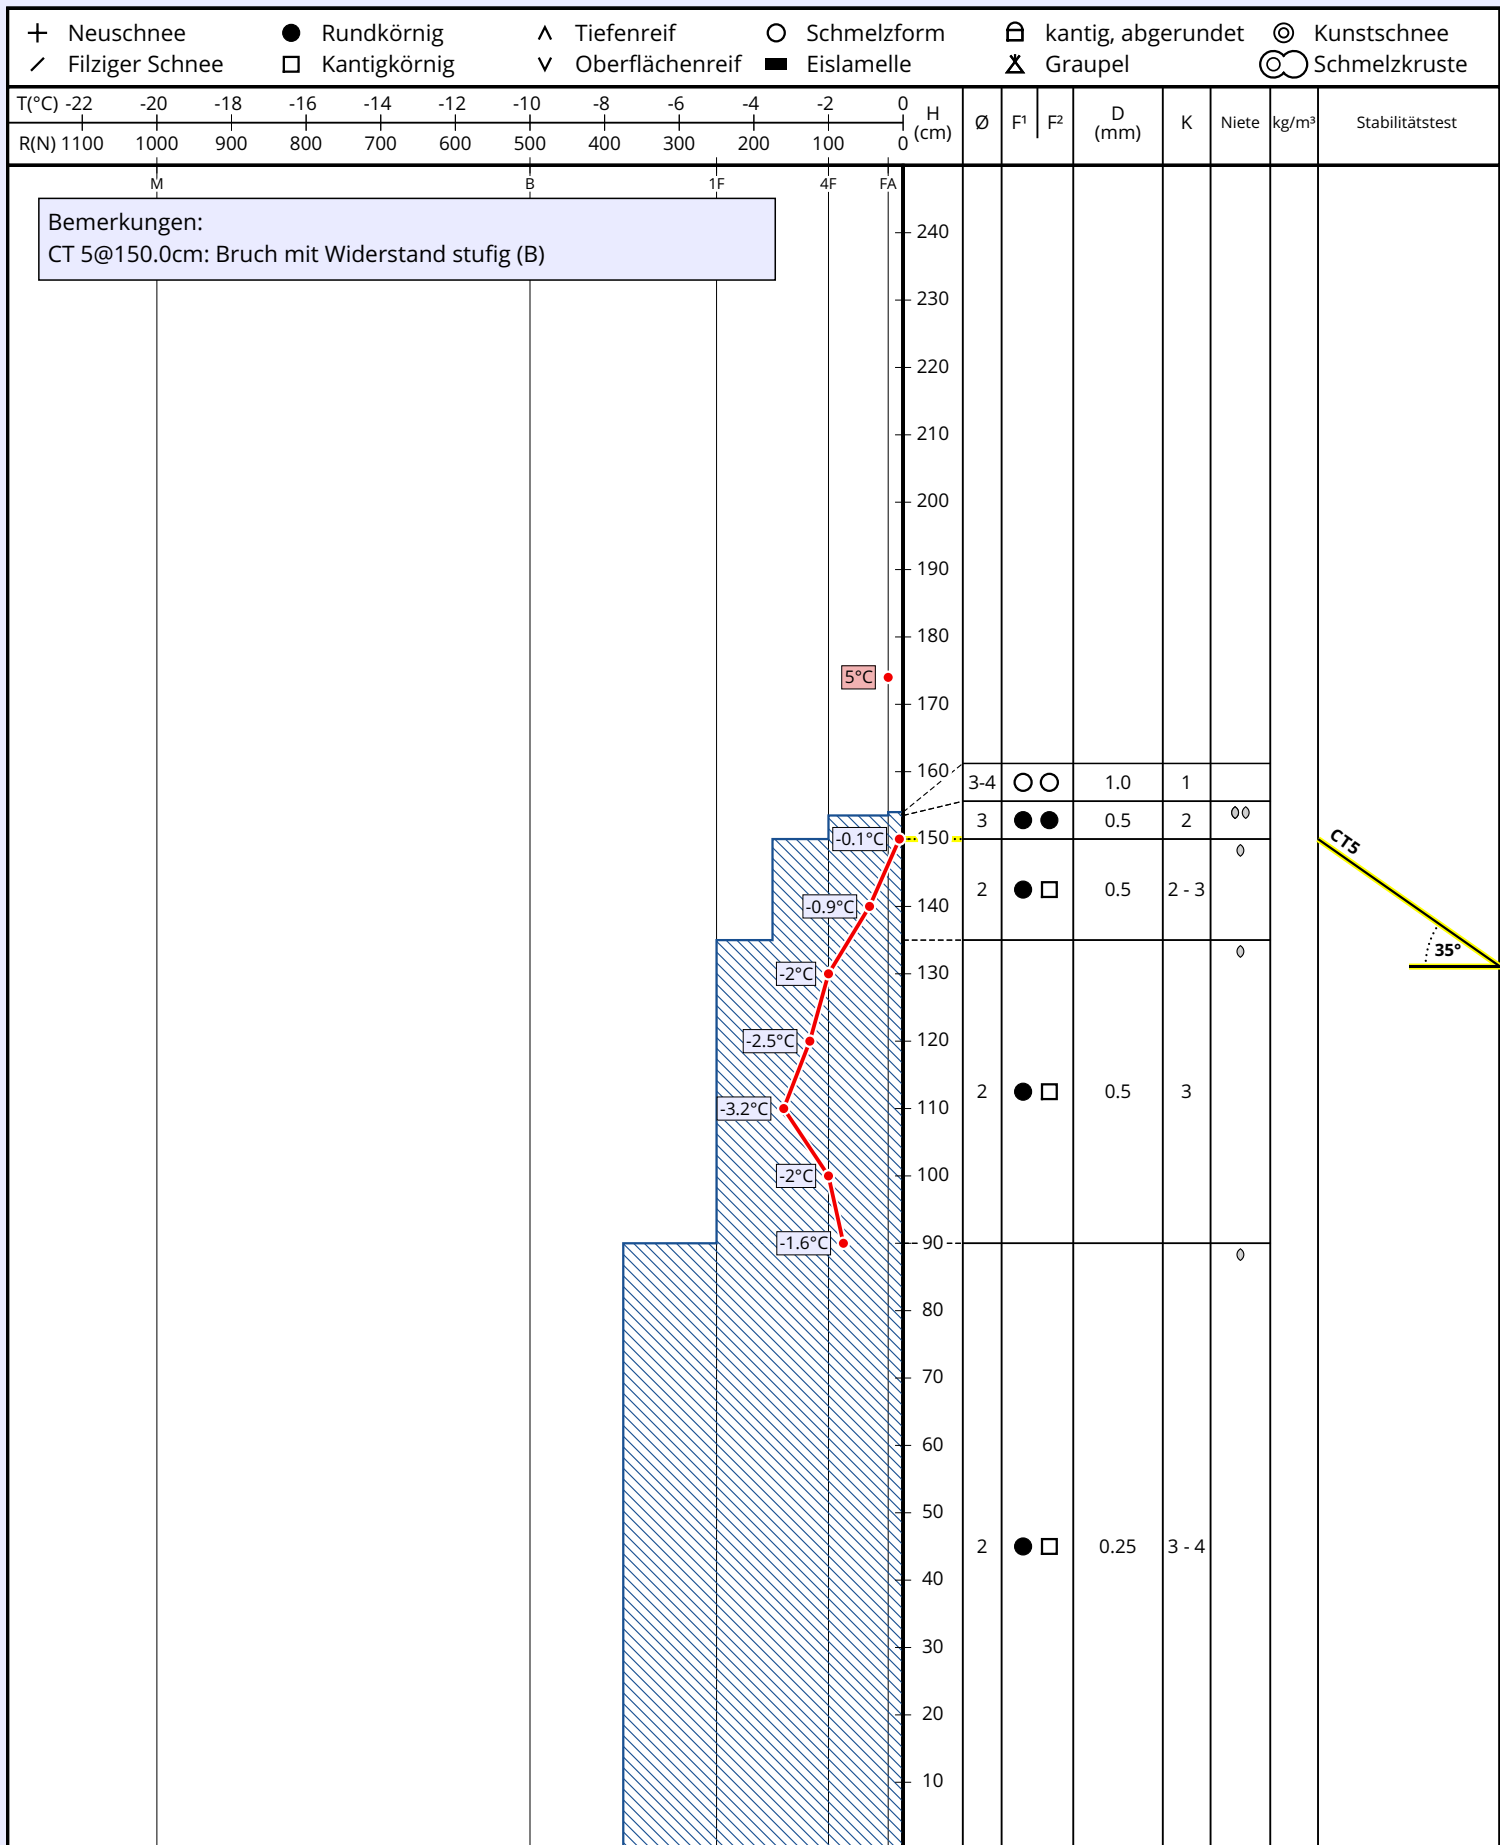 Neuschnee Rundkörnig Tiefenreif Schmelzform kantig, abgerundet Kunstschnee
Filziger Schnee Kantigkörnig Oberflächenreif Eislamelle Graupel Schmelzkruste
T(°C) -22 -20 -18 -16 -14 -12 -10 -8 -6 -4 -2 0
H (cm) Ø F¹ F² D (mm) K Niete kg/m³ Stabilitätstest
R(N) 1100 1000 900 800 700 600 500 400 300 200 100 0
M B 1F 4F FA
Bemerkungen:
CT 5@150.0cm: Bruch mit Widerstand stufig (B)
240
230
220
210
200
190
180
5°C
170
160
3-4 1.0 1
3 0.5 2
-0.1°C 150
CT5
2 0.5 2 - 3
-0.9°C 140
35°
-2°C 130
-2.5°C 120
2 0.5 3
-3.2°C 110
-2°C 100
-1.6°C 90
80
70
60
50
2 0.25 3 - 4
40
30
20
10